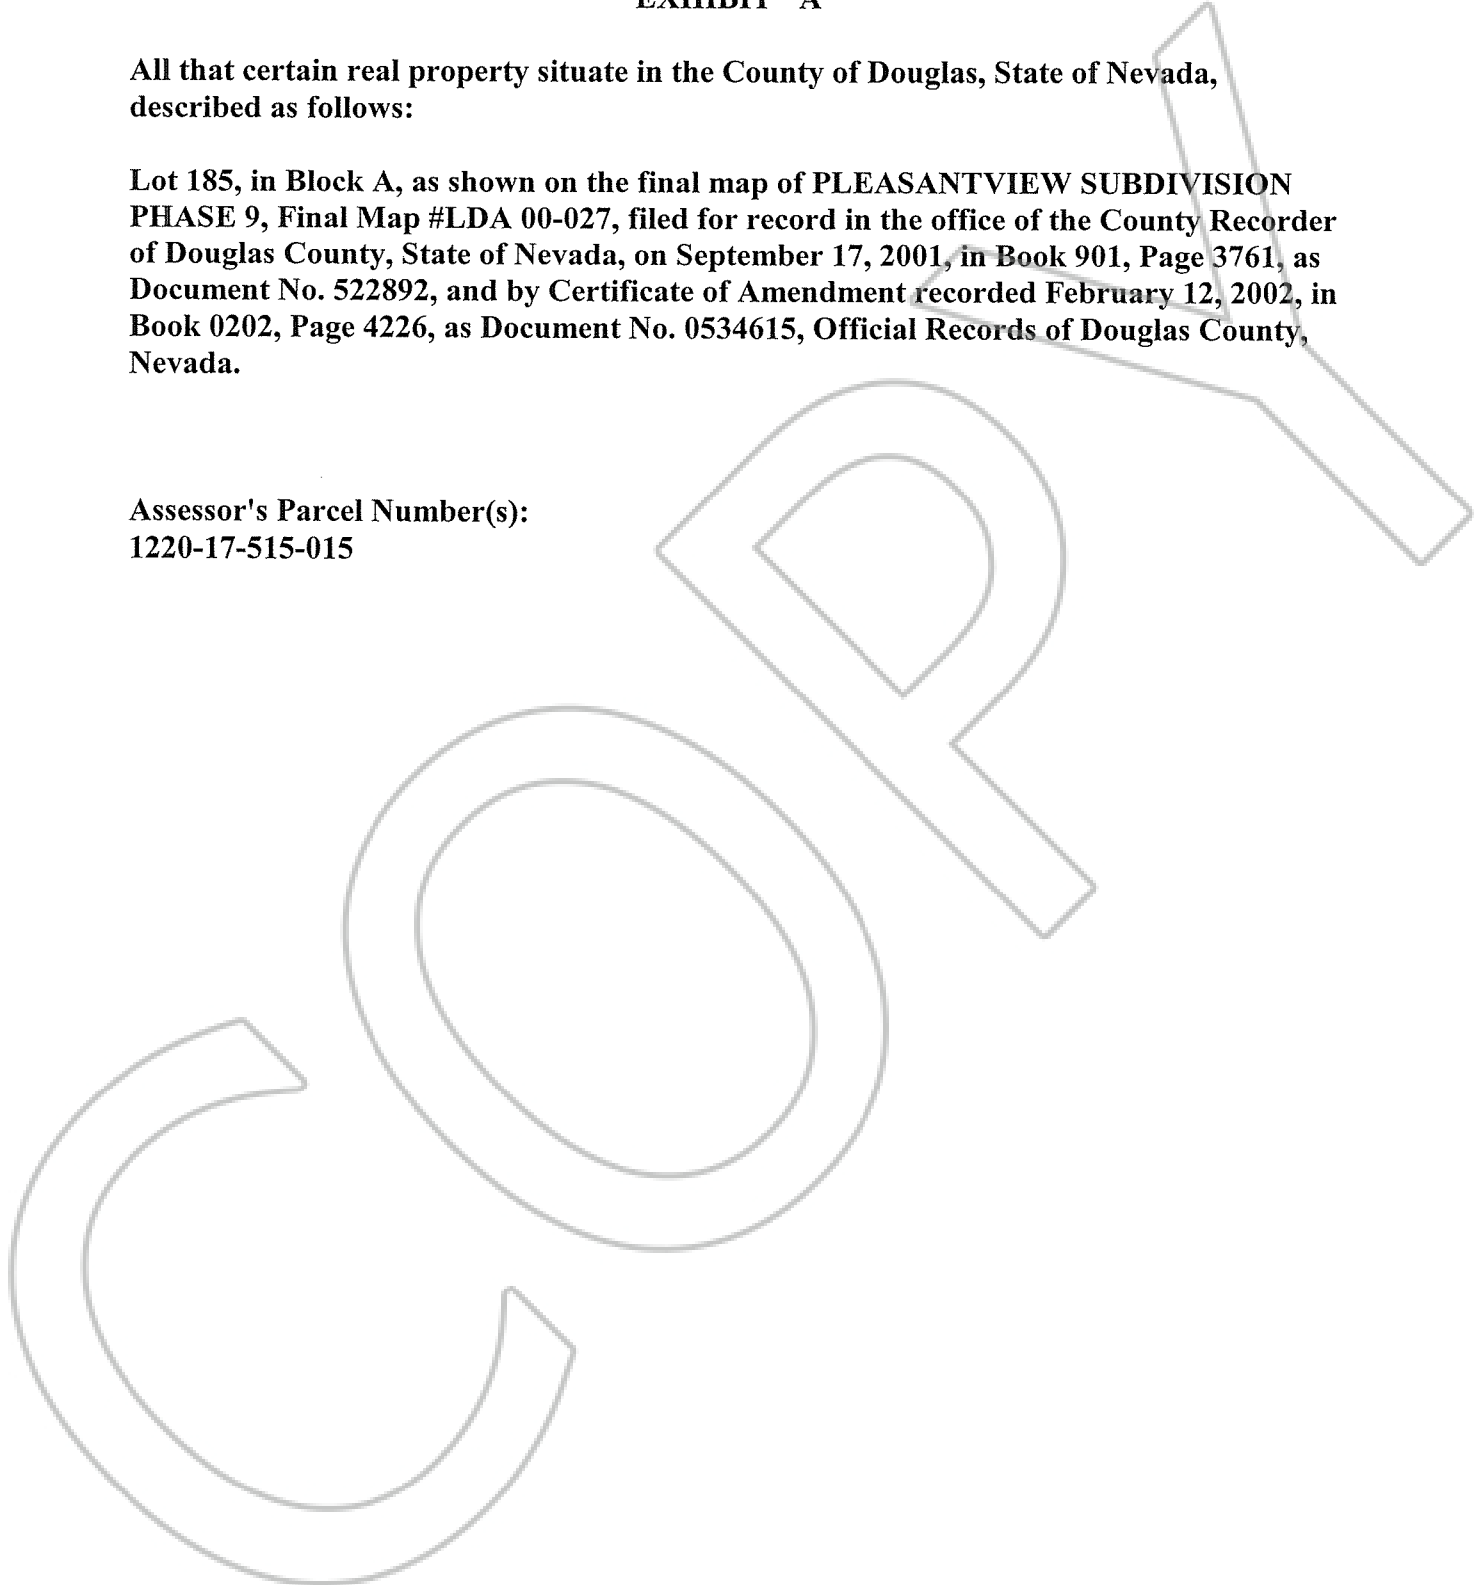 EXHIBIT "A"
All that certain real property situate in the County of Douglas, State of Nevada,
described as follows:
Lot 185, in Block A, as shown on the final map of PLEASANTVIEW SUBDIVISION
PHASE 9, Final Map #LDA 00-027, filed for record in the office of the County Recorder
of Douglas County, State of Nevada, on September 17, 2001, in Book 901, Page 3761, as
Document No. 522892, and by Certificate of Amendment recorded February 12, 2002, in
Book 0202, Page 4226, as Document No. 0534615, Official Records of Douglas County,
Nevada.
Assessor's Parcel Number(s):
1220-17-515-015
COPY